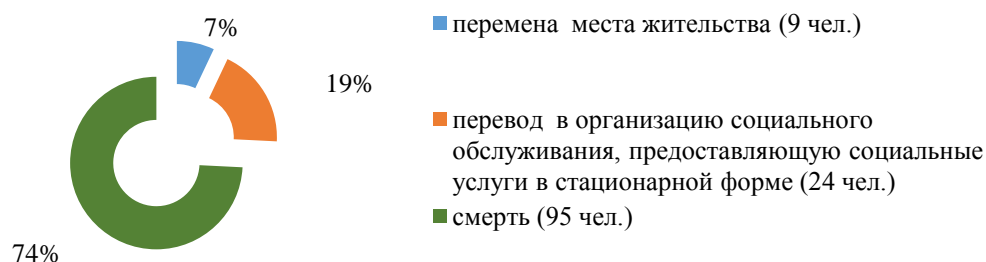 7%
перемена места жительства (9 чел.)
19%
перевод в организацию социального
обслуживания, предоставляющую социальные
услуги в стационарной форме (24 чел.)
смерть (95 чел.)
74%